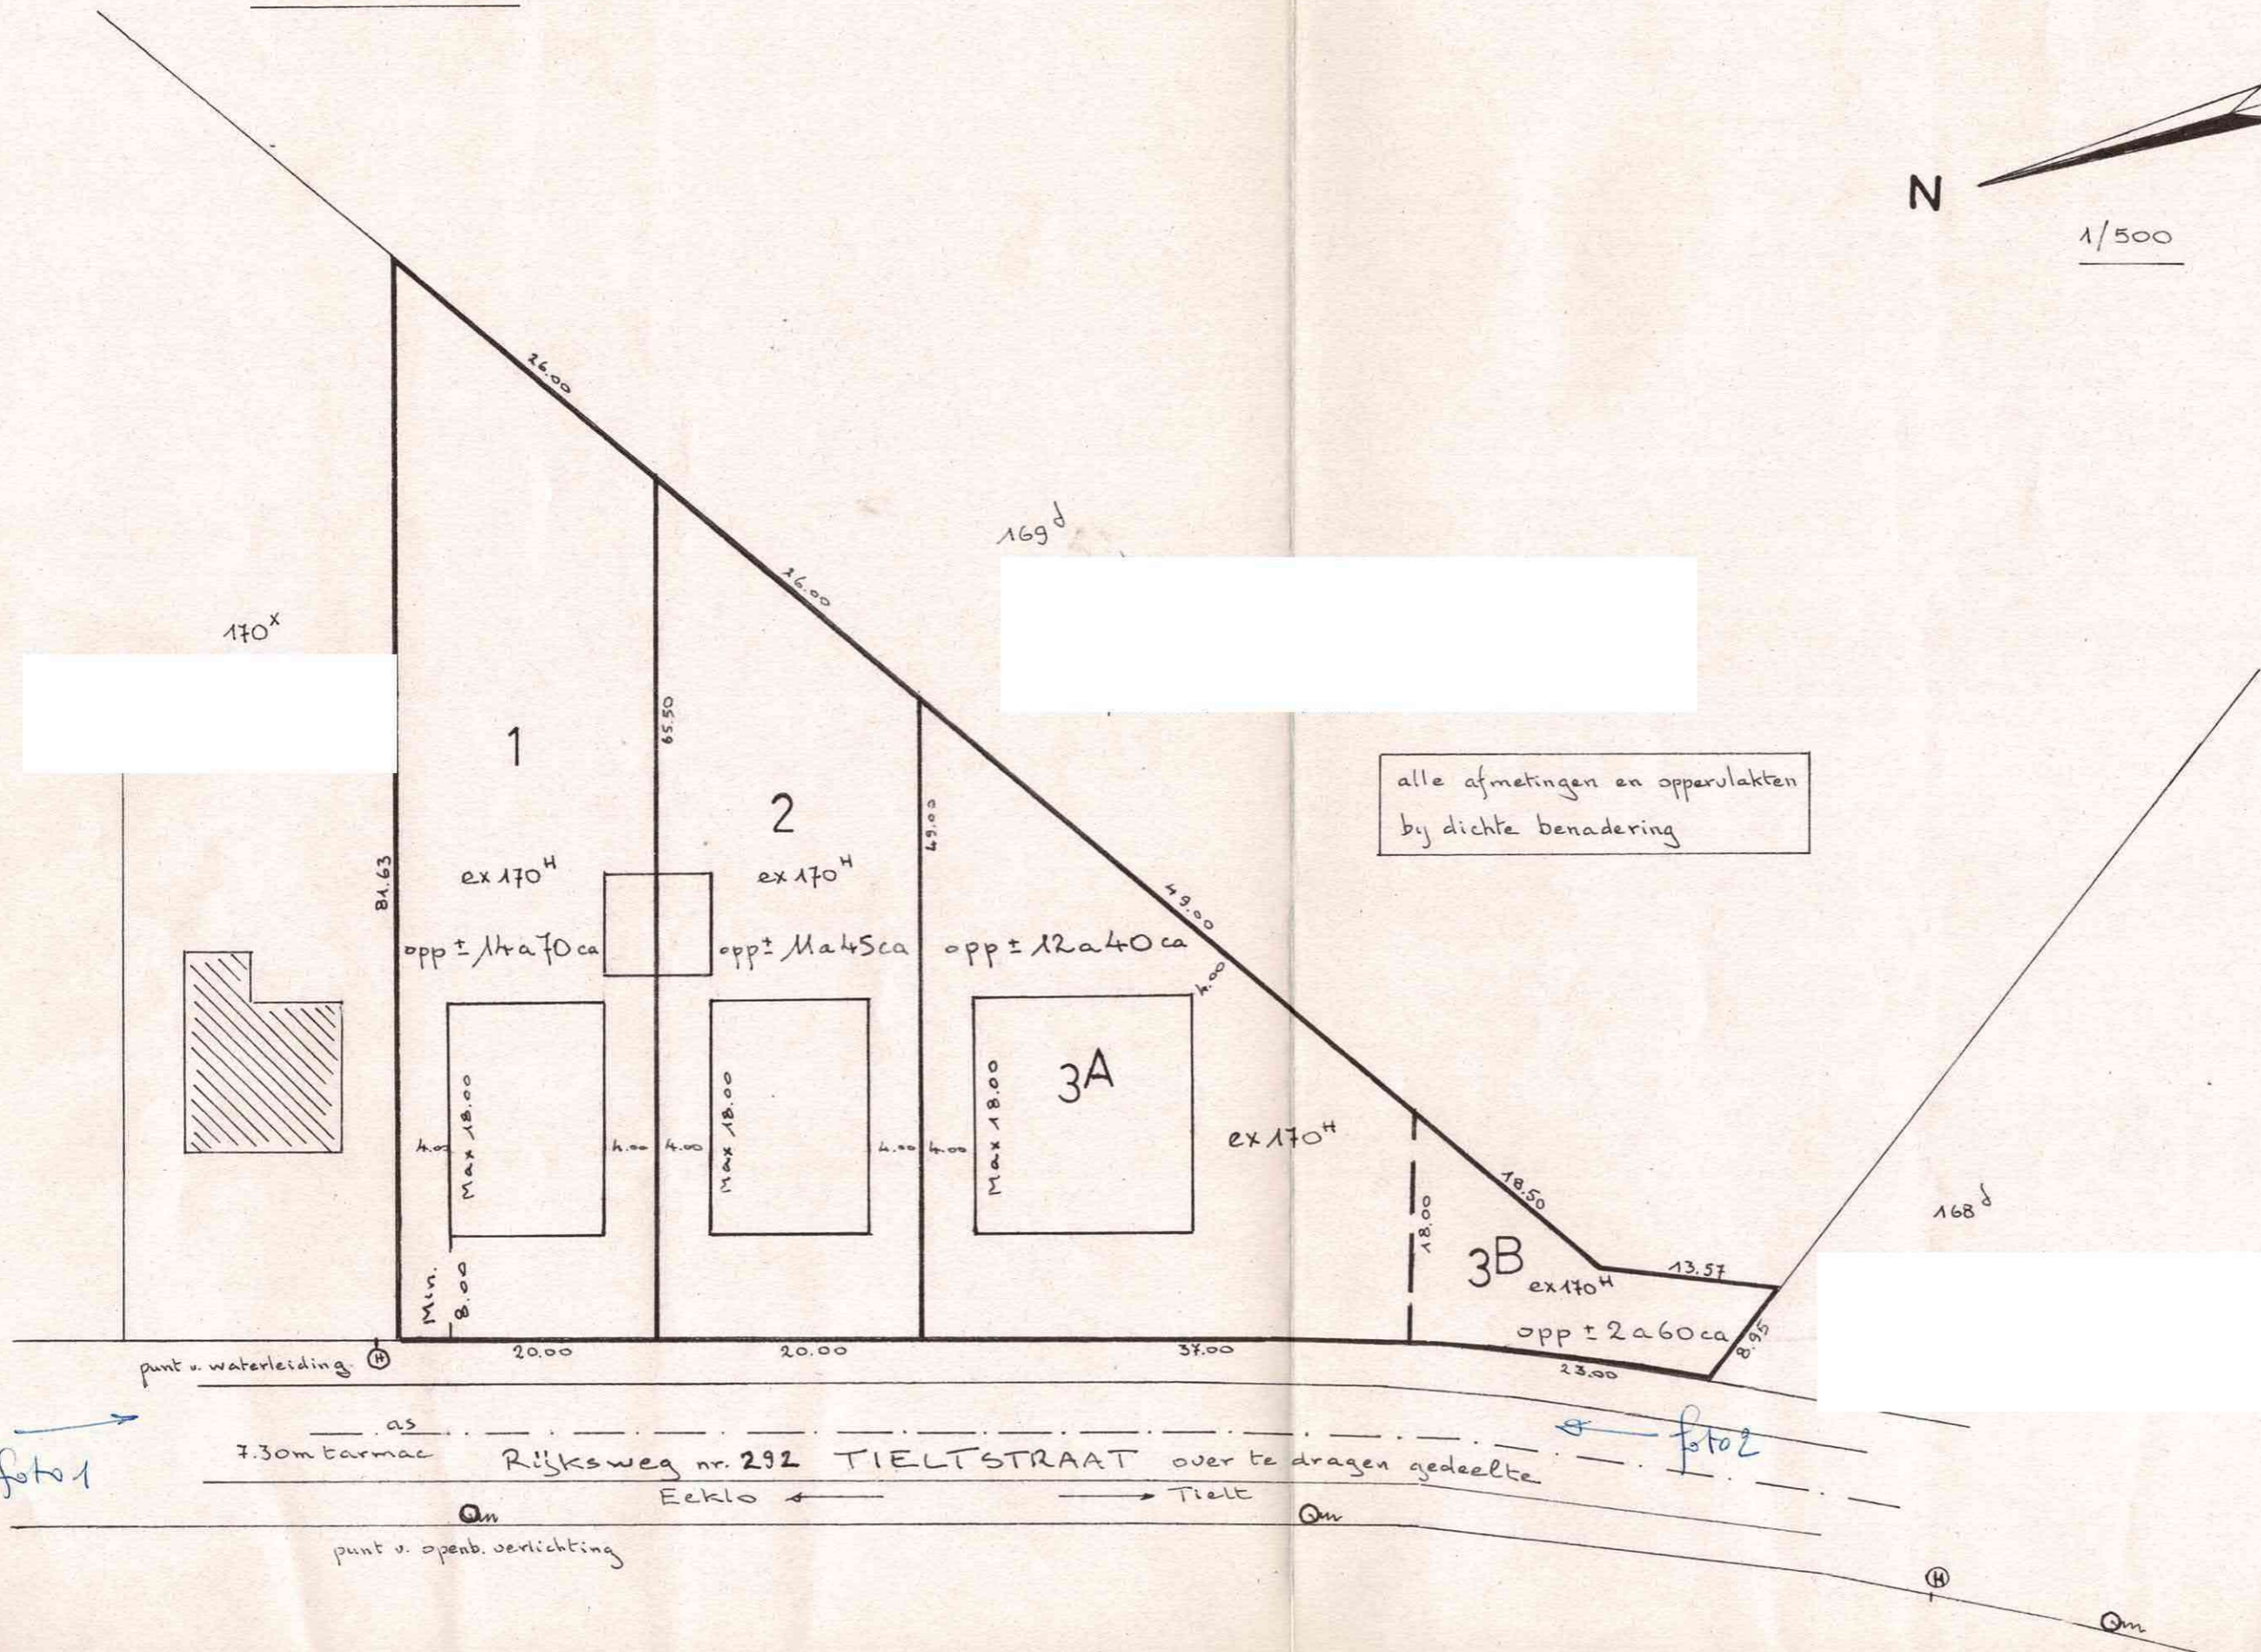 N
1/500
26.00
26.00
169d
170x
65.50
1
2
49.00
alle afmetingen en oppervlakten
by dichte benadering
81.63
ex 170H
ex 170H
49.00
opp ± 14a70ca
opp ± 11a45ca
opp ± 12a40ca
4.00
Max 18.00
Max 18.00
Max 18.00
3A
4.00
4.00
4.00
4.00
4.00
ex 170H
18.50
18.00
168d
3B
ex 170H
13.57
Min.
8.00
opp ± 2a60ca
8.95
20.00
20.00
37.00
23.00
punt v. waterleiding
H
as
7.30m tarmac
Rijksweg nr. 292 TIELTSTRAAT over te dragen gedeelte
foto 1
foto 2
Eeklo
Tielt
punt v. openb. verlichting
H